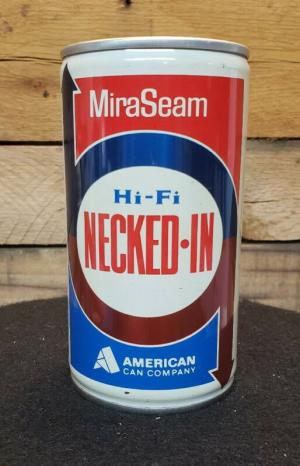 MiraSeam
Hi-Fi
NECKED-IN
AMERICAN
CAN COMPANY